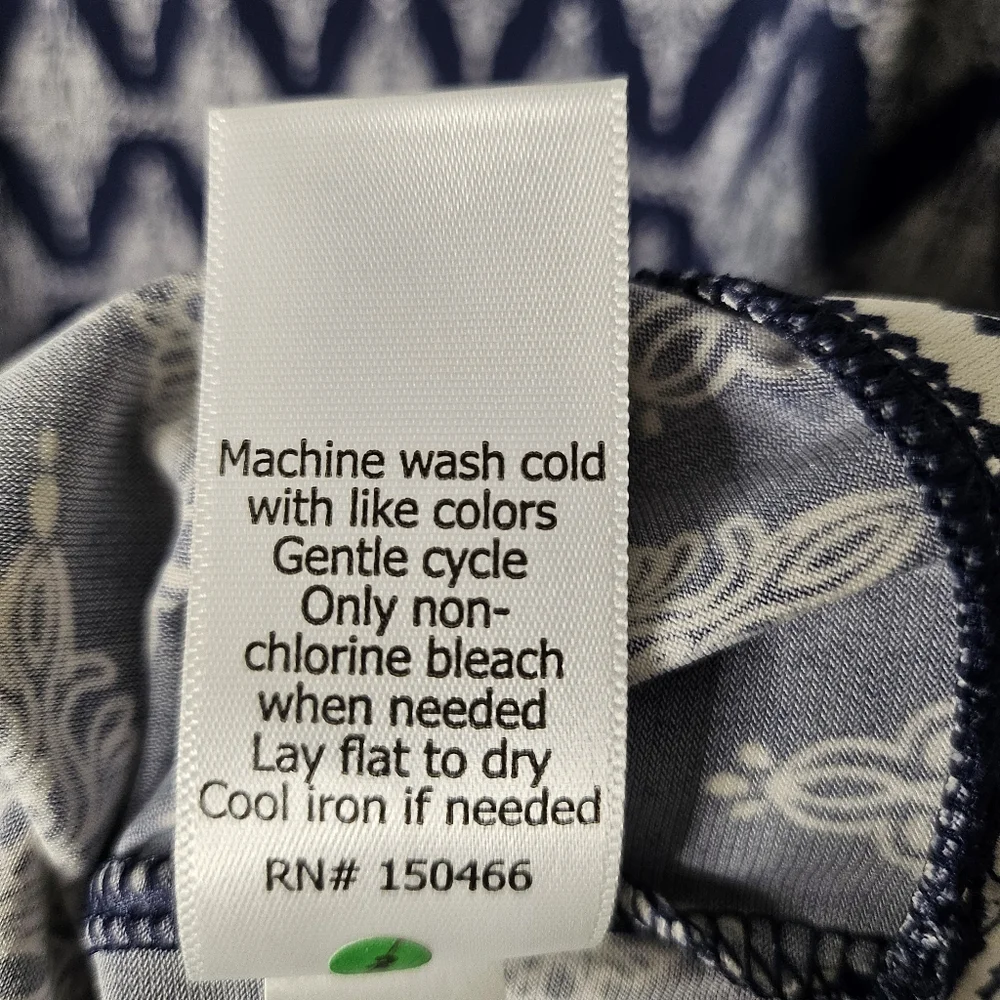 Machine wash cold
with like colors
Gentle cycle
Only non-
chlorine bleach
when needed
Lay flat to dry
Cool iron if needed
RN# 150466